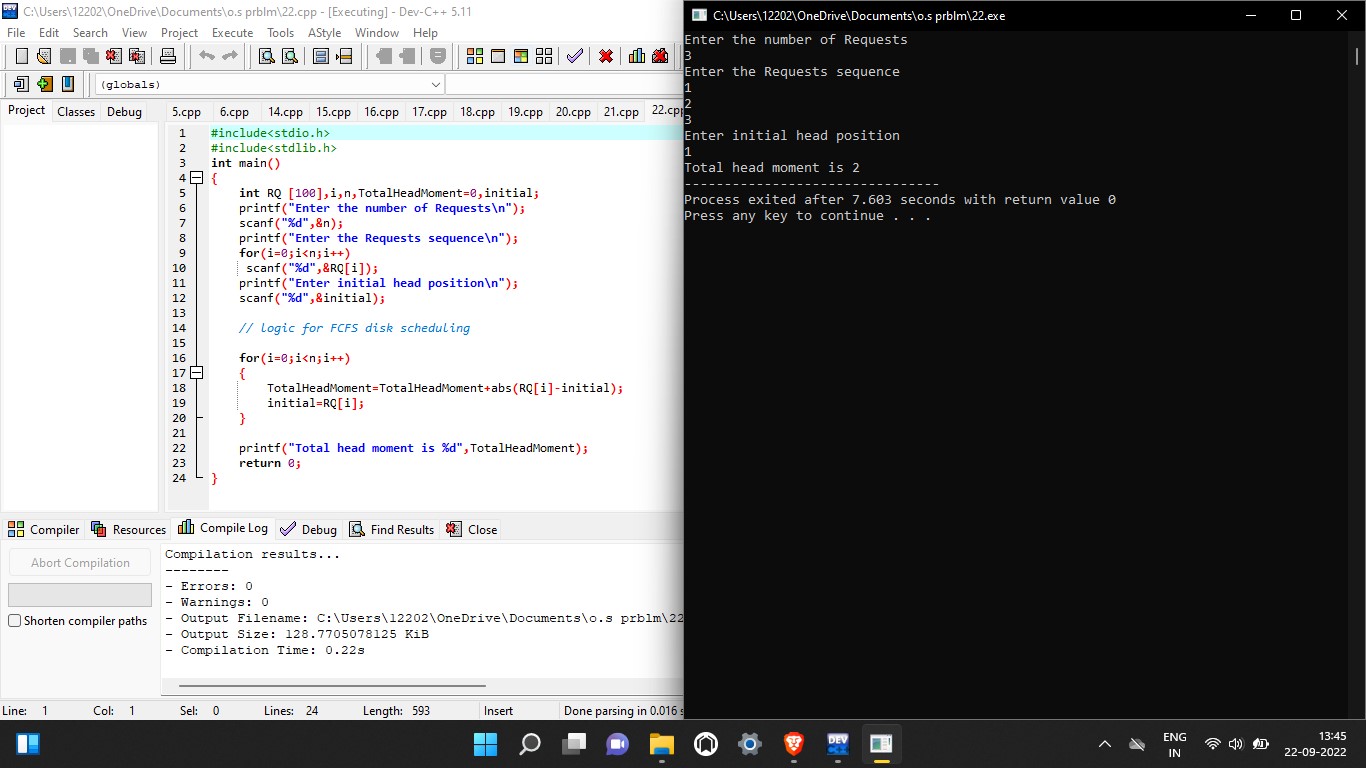 C:\Users\12202\OneDrive\Documents\o.s prblm\22.cpp - [Executing] - Dev-C++ 5.11
File Edit Search View Project Execute Tools AStyle Window Help
(globals)
Project Classes Debug
5.cpp 6.cpp 14.cpp 15.cpp 16.cpp 17.cpp 18.cpp 19.cpp 20.cpp 21.cpp 22.cpp
1 #include<stdio.h>
2 #include<stdlib.h>
3 int main()
4 {
5 int RQ [100],i,n,TotalHeadMoment=0,initial;
6 printf("Enter the number of Requests\n");
7 scanf("%d",&n);
8 printf("Enter the Requests sequence\n");
9 for(i=0;i<n;i++)
10 scanf("%d",&RQ[i]);
11 printf("Enter initial head position\n");
12 scanf("%d",&initial);
13
14 // logic for FCFS disk scheduling
15
16 for(i=0;i<n;i++)
17 {
18 TotalHeadMoment=TotalHeadMoment+abs(RQ[i]-initial);
19 initial=RQ[i];
20 }
21
22 printf("Total head moment is %d",TotalHeadMoment);
23 return 0;
24 }
Compiler Resources Compile Log Debug Find Results Close
Abort Compilation
Shorten compiler paths
Compilation results...
--------
- Errors: 0
- Warnings: 0
- Output Filename: C:\Users\12202\OneDrive\Documents\o.s prblm\22
- Output Size: 128.7705078125 KiB
- Compilation Time: 0.22s
Line: 1 Col: 1 Sel: 0 Lines: 24 Length: 593 Insert Done parsing in 0.016 s
C:\Users\12202\OneDrive\Documents\o.s prblm\22.exe
Enter the number of Requests
3
Enter the Requests sequence
1
2
3
Enter initial head position
1
Total head moment is 2
--------------------------------
Process exited after 7.603 seconds with return value 0
Press any key to continue . . .
DEV
ENG
IN
13:45
22-09-2022